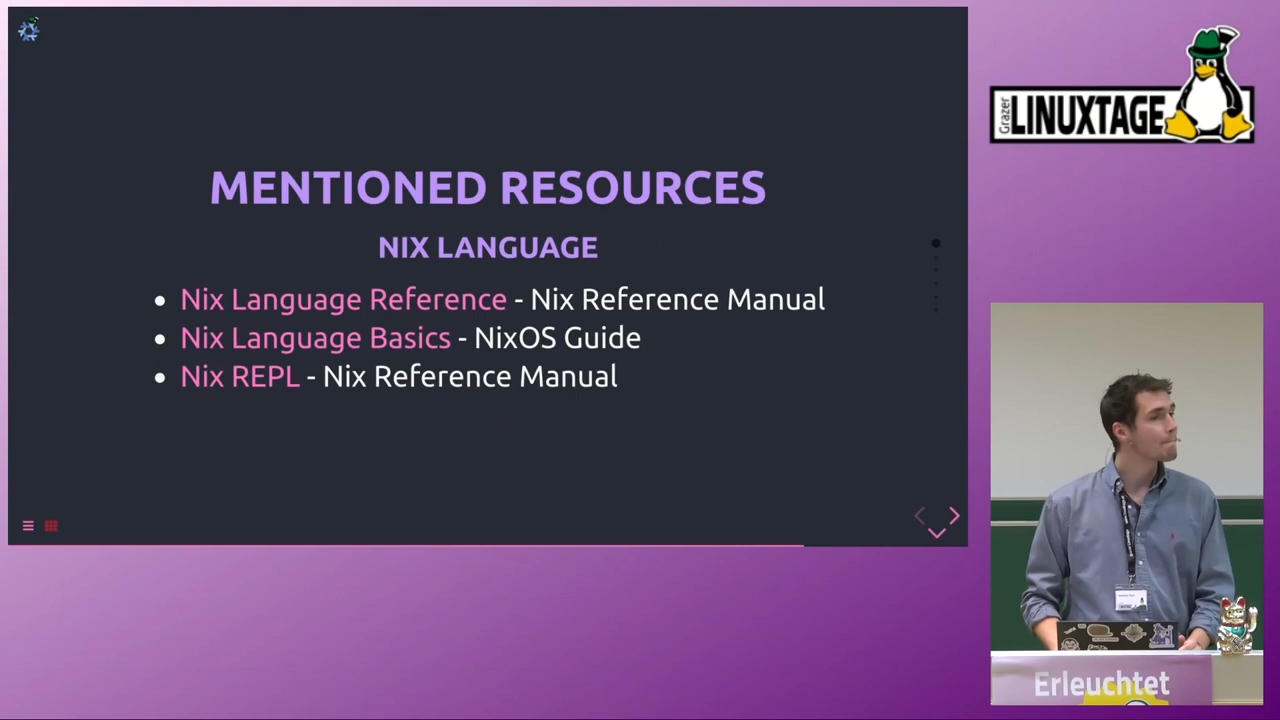 MENTIONED RESOURCES
NIX LANGUAGE
Nix Language Reference - Nix Reference Manual
Nix Language Basics - NixOS Guide
Nix REPL - Nix Reference Manual
Grazer
LINUXTAGE
Erleuchtet